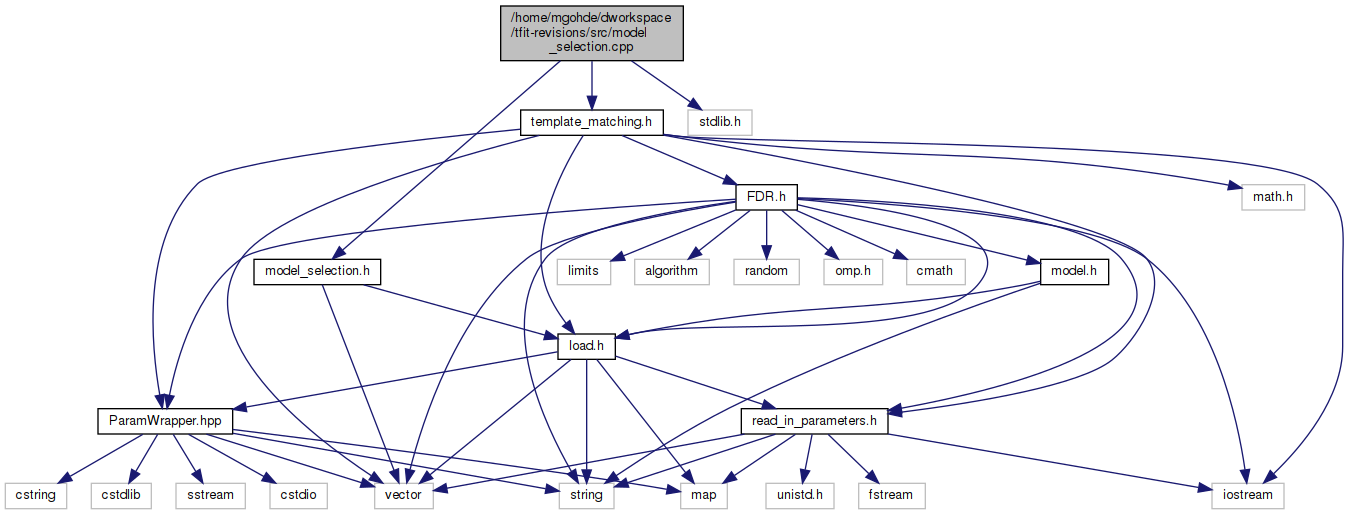 /home/mgohde/dworkspace
/tfit-revisions/src/model
_selection.cpp
template_matching.h
stdlib.h
FDR.h
math.h
model_selection.h
limits
algorithm
random
omp.h
cmath
model.h
load.h
ParamWrapper.hpp
read_in_parameters.h
cstring
cstdlib
sstream
cstdio
vector
string
map
unistd.h
fstream
iostream